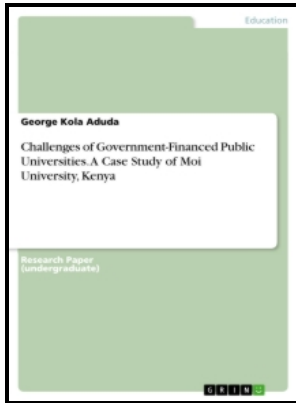 Education
George Kola Aduda
Challenges of Government-Financed Public
Universities. A Case Study of Moi
University, Kenya
Research Paper
(undergraduate)
GRIN